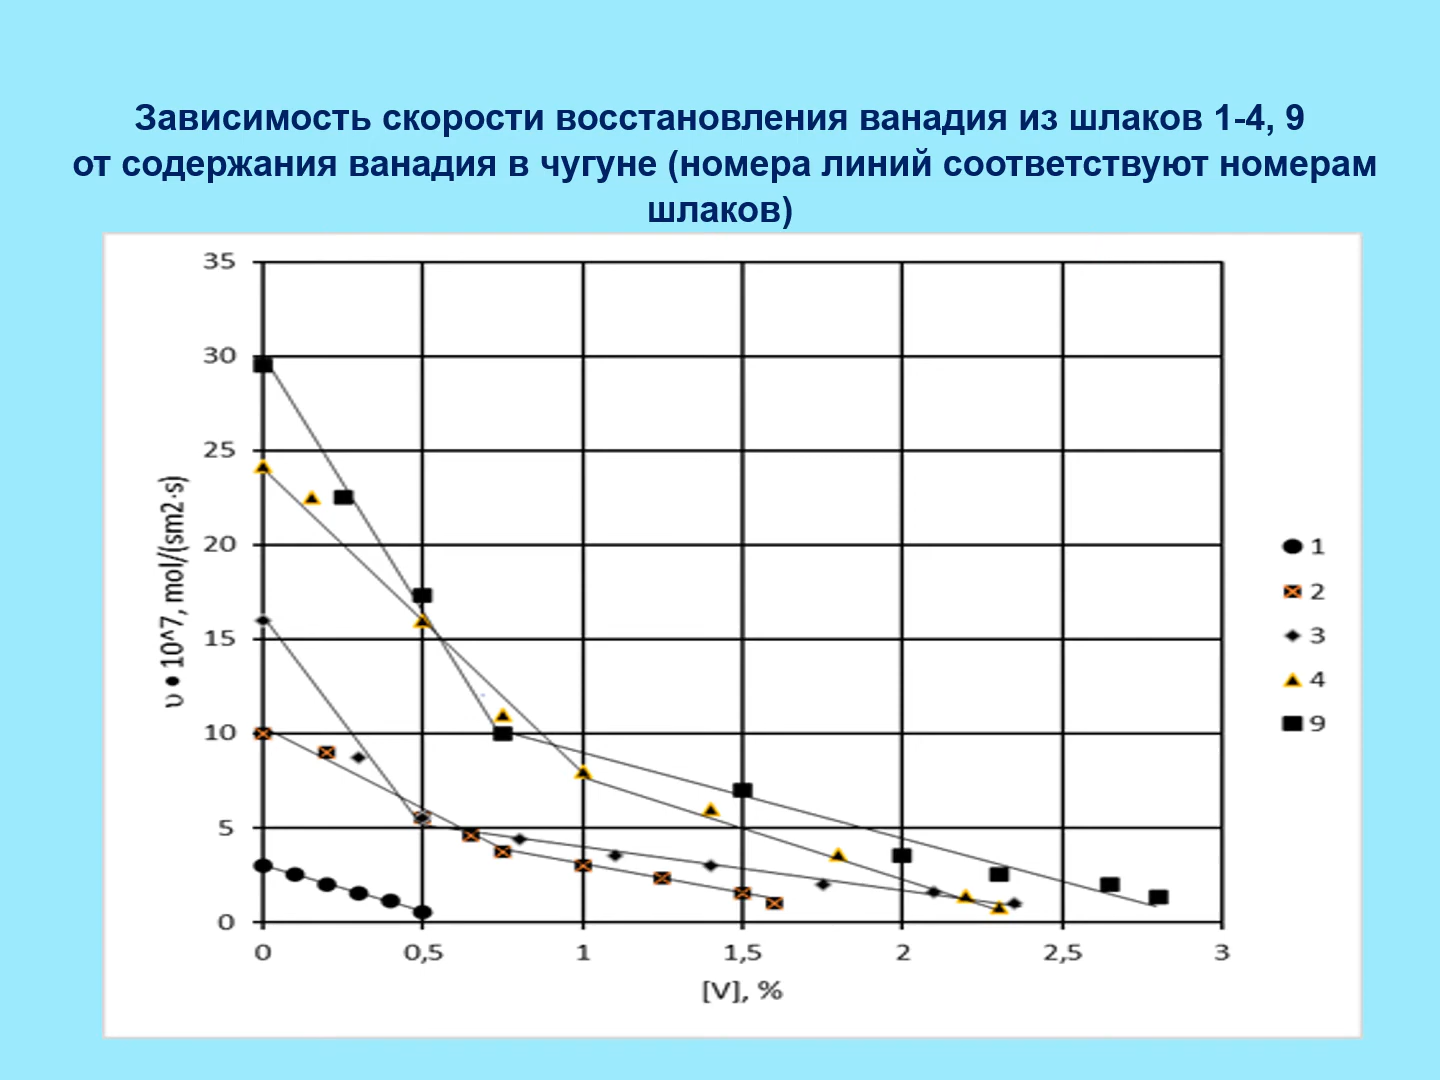 Зависимость скорости восстановления ванадия из шлаков 1-4, 9
от содержания ванадия в чугуне (номера линий соответствуют номерам
шлаков)
35
30
25
20
15
10
5
0
υ • 10^7, mol/(sm2·s)
0 0,5 1 1,5 2 2,5 3
[V], %
1
2
3
4
9